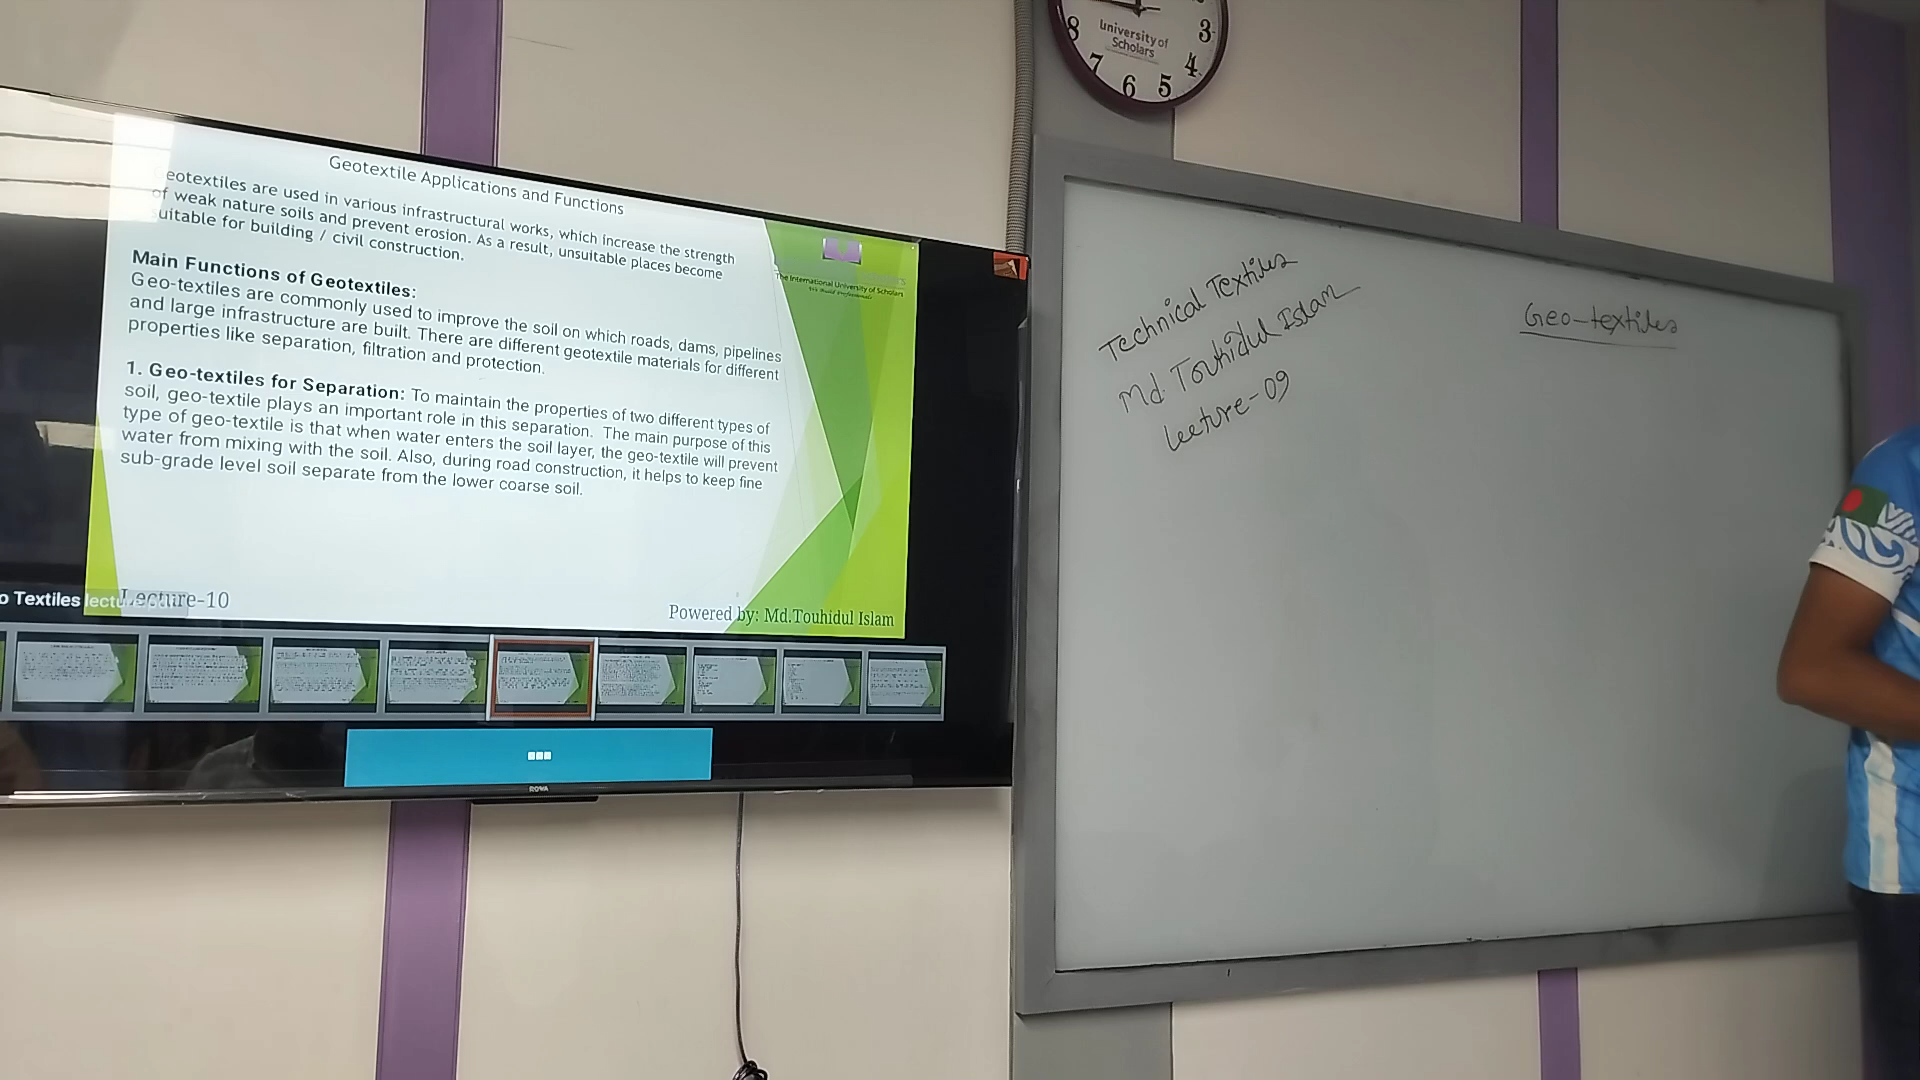 Geotextile Applications and Functions
eotextiles are used in various infrastructural works, which increase the strength
of weak nature soils and prevent erosion. As a result, unsuitable places become
uitable for building / civil construction.
Main Functions of Geotextiles:
Geo-textiles are commonly used to improve the soil on which roads, dams, pipelines
and large infrastructure are built. There are different geotextile materials for different
properties like separation, filtration and protection.
1. Geo-textiles for Separation: To maintain the properties of two different types of
soil, geo-textile plays an important role in this separation. The main purpose of this
type of geo-textile is that when water enters the soil layer, the geo-textile will prevent
water from mixing with the soil. Also, during road construction, it helps to keep fine
sub-grade level soil separate from the lower coarse soil.
The International University of Scholars
Lecture-10
Powered by: Md.Touhidul Islam
o Textiles
ROWA
8 7 6 5 4 3
University of
Scholars
Technical Textiles
Md. Touhidul Islam
Lecture-09
Geo-textiles